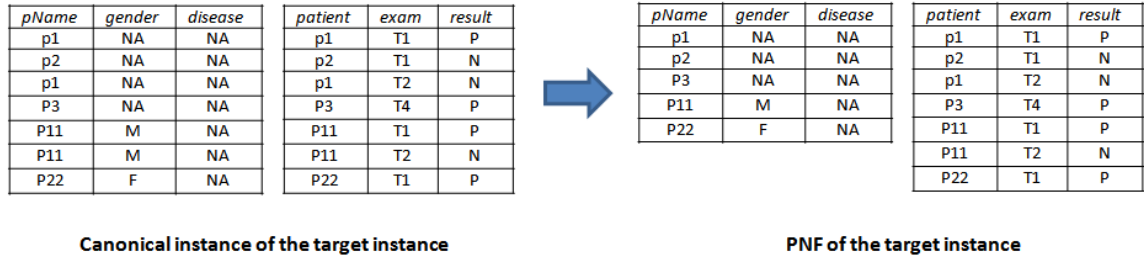 pName gender disease patient exam result pName gender disease patient exam result
p1 NA NA p1 T1 P p1 NA NA p1 T1 P
p2 NA NA p2 T1 N p2 NA NA p2 T1 N
p1 NA NA p1 T2 N P3 NA NA p1 T2 N
P3 NA NA P3 T4 P P11 M NA P3 T4 P
P11 M NA P11 T1 P P22 F NA P11 T1 P
P11 M NA P11 T2 N P11 T2 N
P22 F NA P22 T1 P P22 T1 P
Canonical instance of the target instance PNF of the target instance